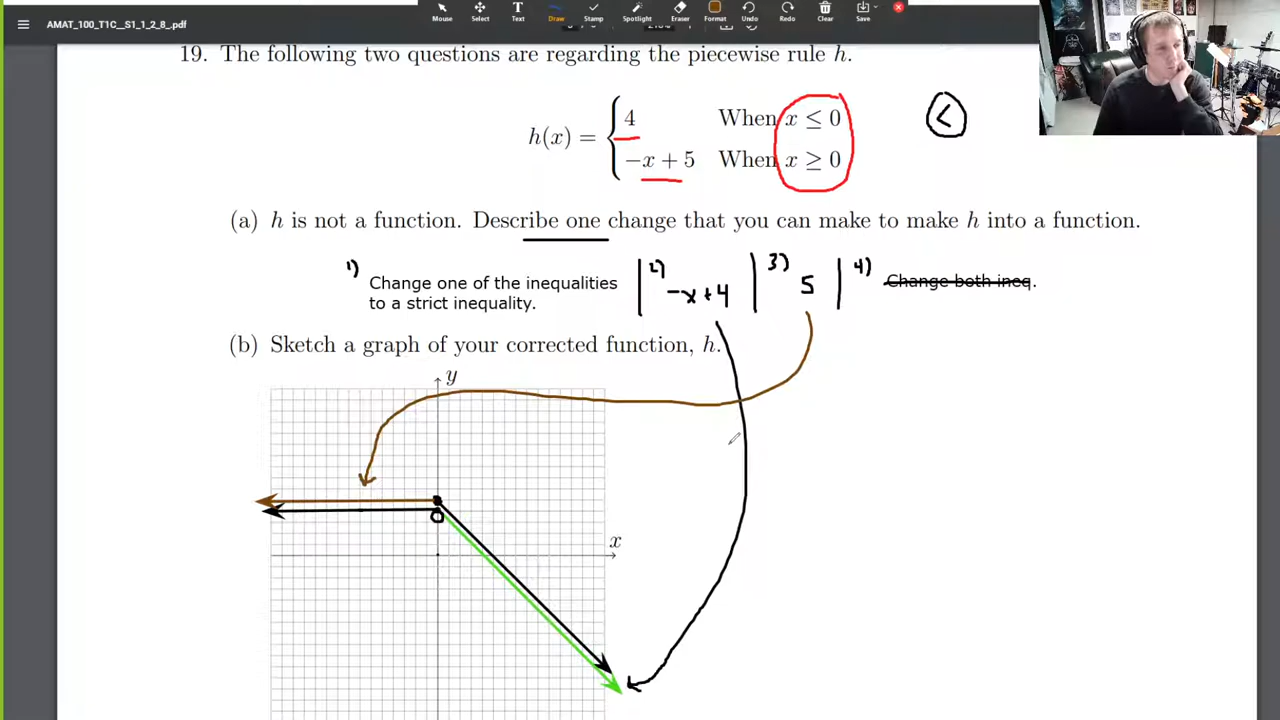 AMAT_100_T1C__S1_1_2_8_.pdf
Mouse Select Text Draw Stamp Spotlight Eraser Format Undo Redo Clear Save
19. The following two questions are regarding the piecewise rule h.
h(x) = { 4 When x ≤ 0
−x + 5 When x ≥ 0
<
(a) h is not a function. Describe one change that you can make to make h into a function.
1) Change one of the inequalities
to a strict inequality.
2) -x+4
3) 5
4) Change both ineq.
(b) Sketch a graph of your corrected function, h.
y
x